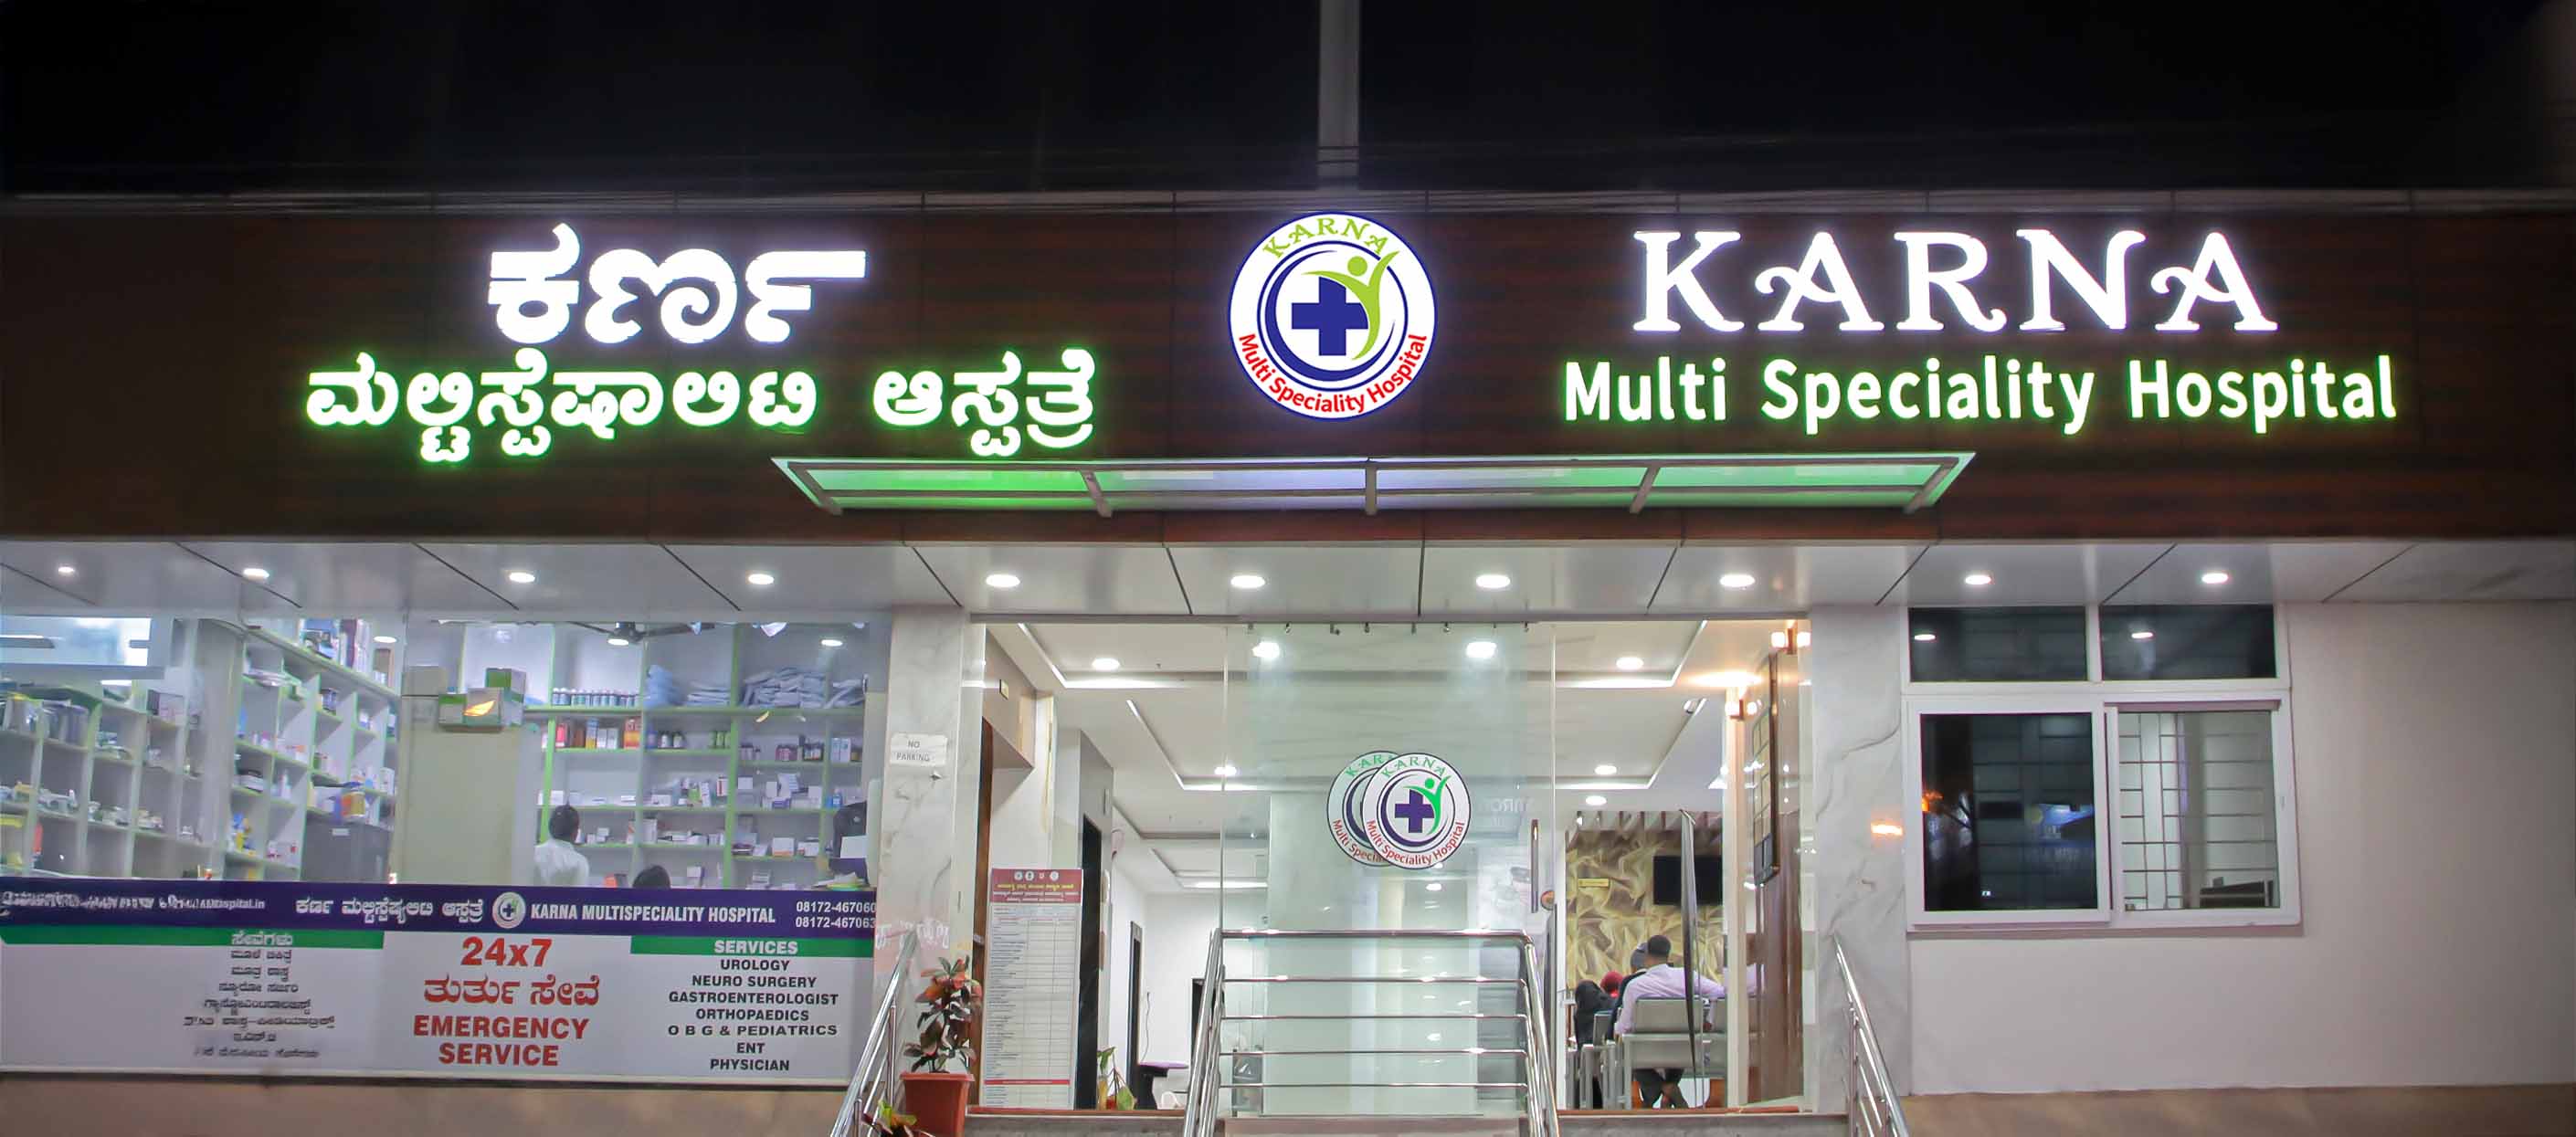 ಕರ್ಣ
ಮಲ್ಟಿಸ್ಪೆಷಾಲಿಟಿ ಆಸ್ಪತ್ರೆ
KARNA
Multi Speciality Hospital
KARNA
Multi Speciality Hospital
NO
PARKING
KARNA
Multi Speciality Hospital
ಕರ್ಣ ಮಲ್ಟಿಸ್ಪೆಷ್ಯಲಿಟಿ ಆಸ್ಪತ್ರೆ KARNA MULTISPECIALITY HOSPITAL
08172-467060
08172-467063
ಸೇವೆಗಳು
24x7
ತುರ್ತು ಸೇವೆ
EMERGENCY
SERVICE
SERVICES
UROLOGY
NEURO SURGERY
GASTROENTEROLOGIST
ORTHOPAEDICS
O B G & PEDIATRICS
ENT
PHYSICIAN